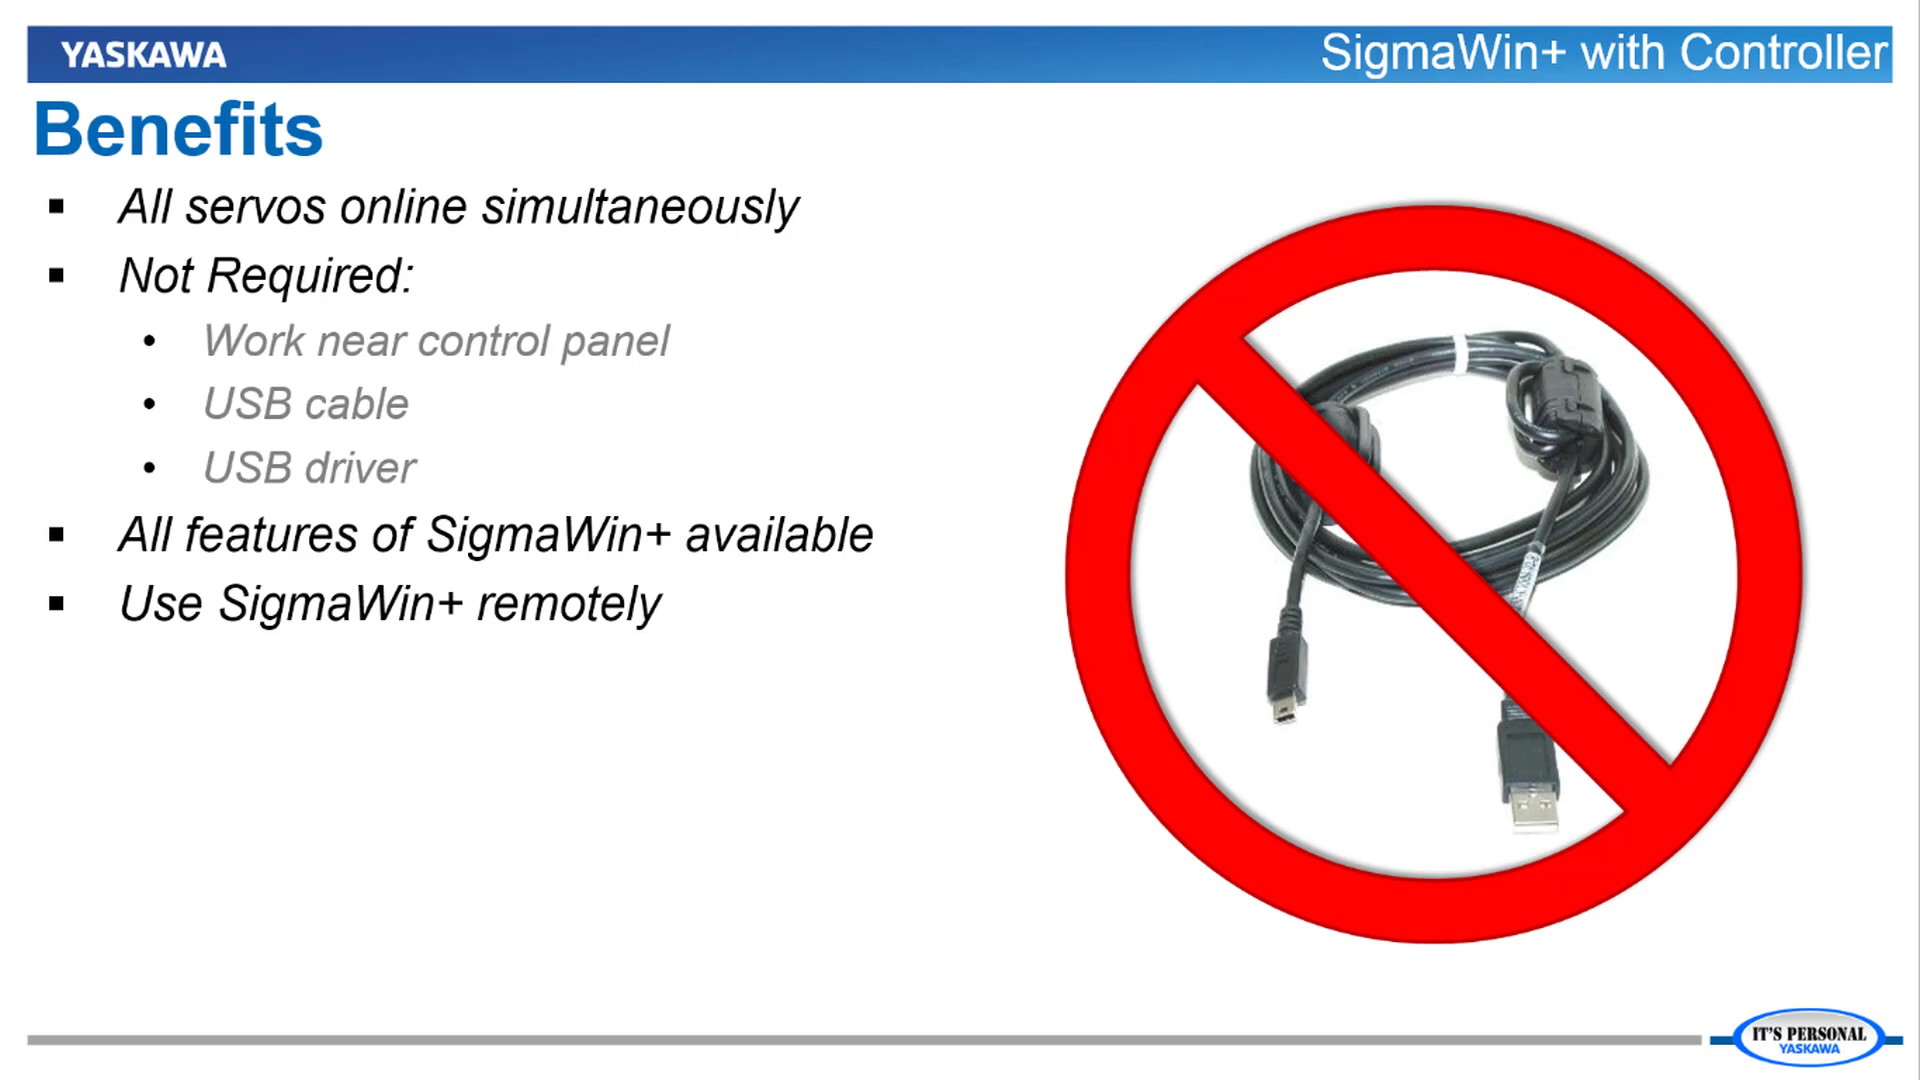 YASKAWA
SigmaWin+ with Controller
Benefits
All servos online simultaneously
Not Required:
Work near control panel
USB cable
USB driver
All features of SigmaWin+ available
Use SigmaWin+ remotely
IT'S PERSONAL
YASKAWA